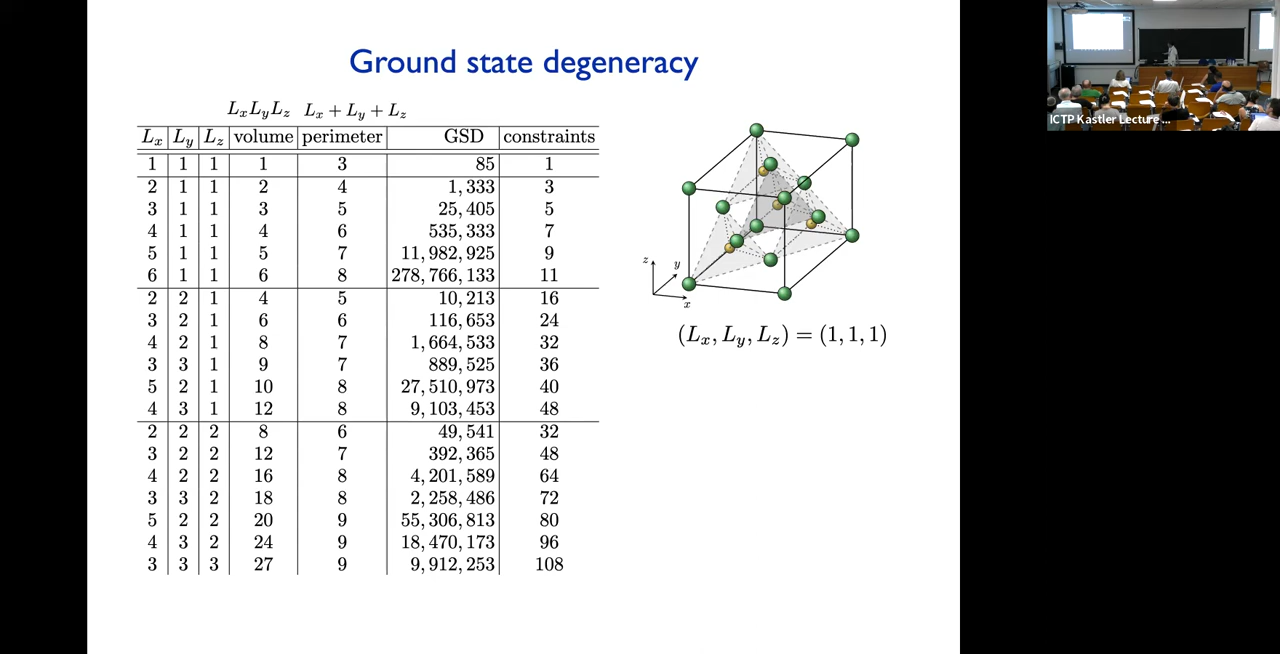 Ground state degeneracy
LxLyLz Lx + Ly + Lz
Lx Ly Lz volume perimeter GSD constraints
1 1 1 1 3 85 1
2 1 1 2 4 1,333 3
3 1 1 3 5 25,405 5
4 1 1 4 6 535,333 7
5 1 1 5 7 11,982,925 9
6 1 1 6 8 278,766,133 11
2 2 1 4 5 10,213 16
3 2 1 6 6 116,653 24
4 2 1 8 7 1,664,533 32
3 3 1 9 7 889,525 36
5 2 1 10 8 27,510,973 40
4 3 1 12 8 9,103,453 48
2 2 2 8 6 49,541 32
3 2 2 12 7 392,365 48
4 2 2 16 8 4,201,589 64
3 3 2 18 8 2,258,486 72
5 2 2 20 9 55,306,813 80
4 3 2 24 9 18,470,173 96
3 3 3 27 9 9,912,253 108
z y x
(Lx, Ly, Lz) = (1, 1, 1)
ICTP Kastler Lecture ...